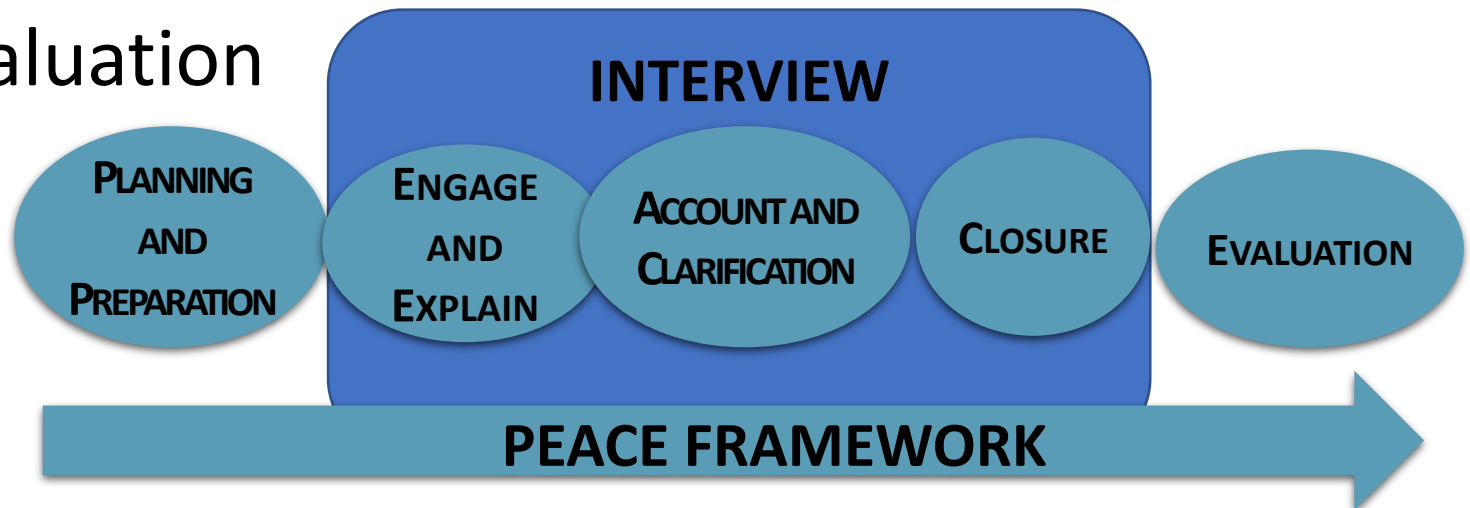 aluation
INTERVIEW
PLANNING
AND
PREPARATION
ENGAGE
AND
EXPLAIN
ACCOUNT AND
CLARIFICATION
CLOSURE
EVALUATION
PEACE FRAMEWORK